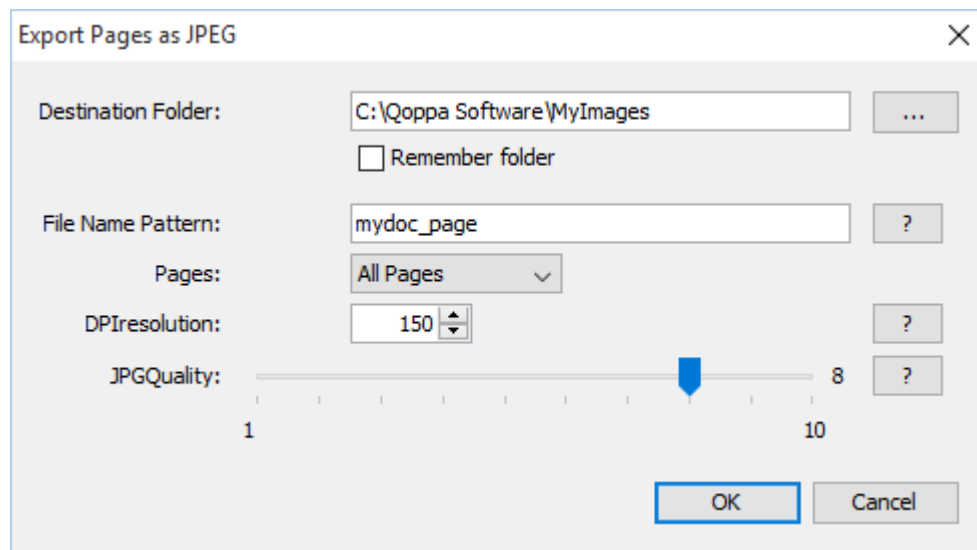 Export Pages as JPEG
Destination Folder: C:\Qoppa Software\MyImages ...
Remember folder
File Name Pattern: mydoc_page ?
Pages: All Pages
DPIresolution: 150 ?
JPGQuality: 8 ?
1 10
OK Cancel